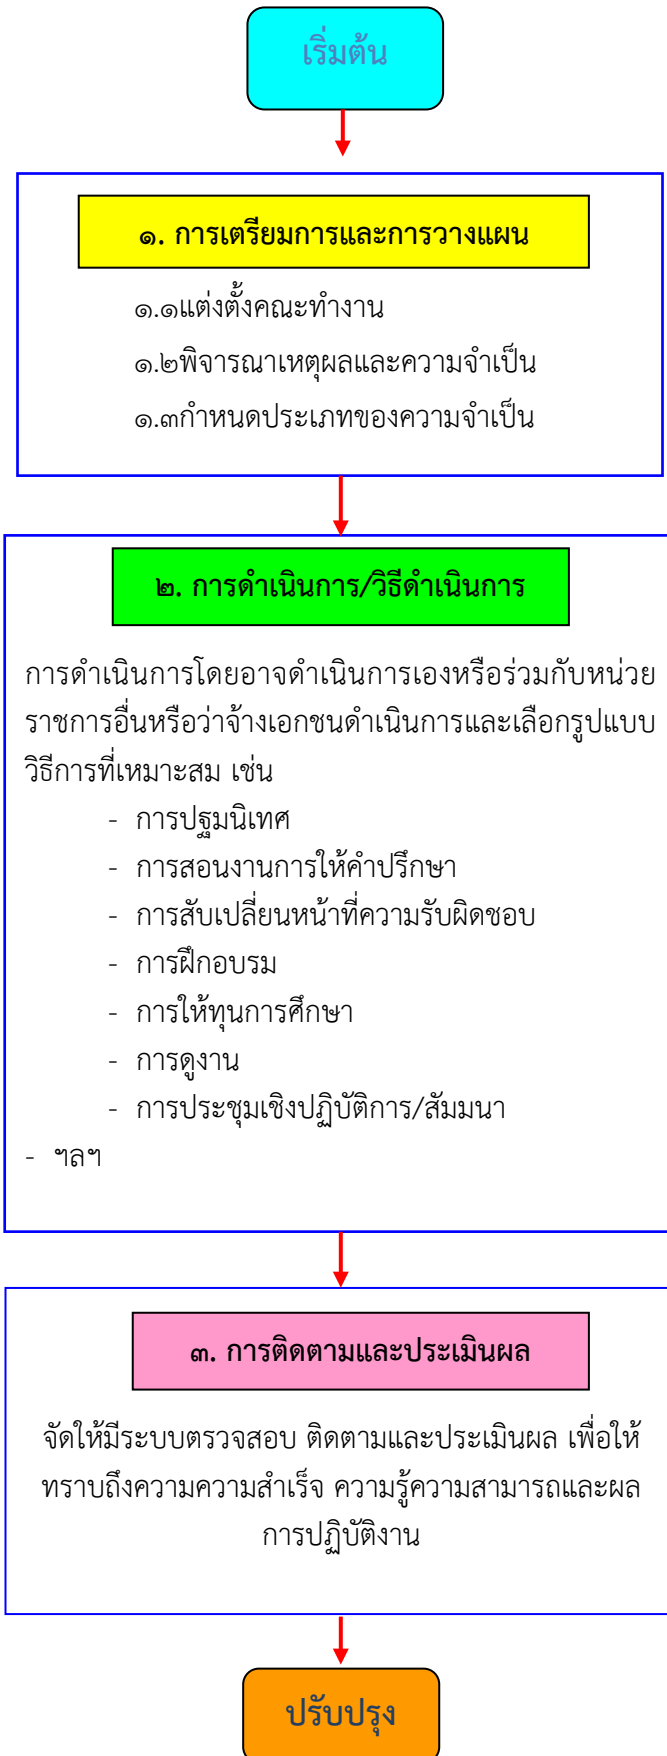 เริ่มต้น
๑. การเตรียมการและการวางแผน
๑.๑แต่งตั้งคณะทำงาน
๑.๒พิจารณาเหตุผลและความจำเป็น
๑.๓กำหนดประเภทของความจำเป็น
๒. การดำเนินการ/วิธีดำเนินการ
การดำเนินการโดยอาจดำเนินการเองหรือร่วมกับหน่วย
ราชการอื่นหรือว่าจ้างเอกชนดำเนินการและเลือกรูปแบบ
วิธีการที่เหมาะสม เช่น
- การปฐมนิเทศ
- การสอนงานการให้คำปรึกษา
- การสับเปลี่ยนหน้าที่ความรับผิดชอบ
- การฝึกอบรม
- การให้ทุนการศึกษา
- การดูงาน
- การประชุมเชิงปฏิบัติการ/สัมมนา
- ฯลฯ
๓. การติดตามและประเมินผล
จัดให้มีระบบตรวจสอบ ติดตามและประเมินผล เพื่อให้
ทราบถึงความความสำเร็จ ความรู้ความสามารถและผล
การปฏิบัติงาน
ปรับปรุง